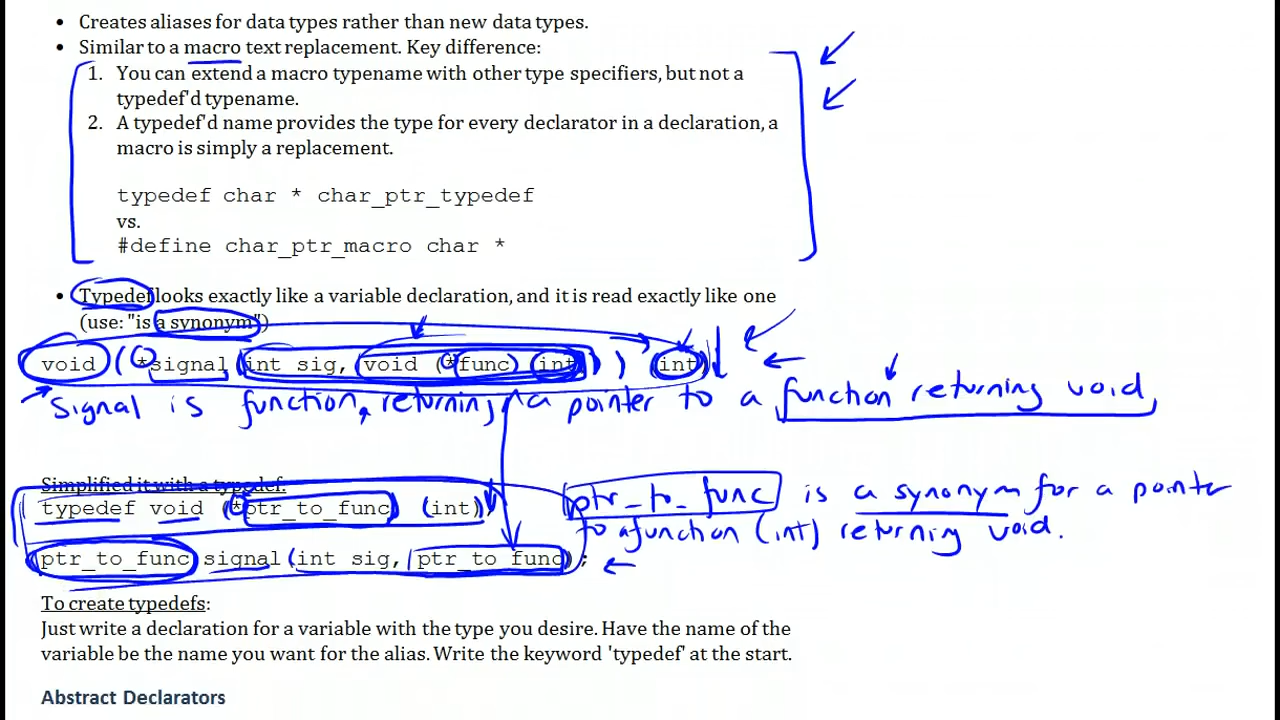 • Creates aliases for data types rather than new data types.
• Similar to a macro text replacement. Key difference:
1. You can extend a macro typename with other type specifiers, but not a
typedef'd typename.
2. A typedef'd name provides the type for every declarator in a declaration, a
macro is simply a replacement.
typedef char * char_ptr_typedef
vs.
#define char_ptr_macro char *
• Typedef looks exactly like a variable declaration, and it is read exactly like one
(use: "is a synonym")
void (*signal (int sig, void (*func) (int)) ) (int);
signal is function, returning a pointer to a function returning void,
Simplified it with a typedef:
typedef void (*ptr_to_func) (int);
ptr_to_func is a synonym for a pointer
to a function (int) returning void.
ptr_to_func signal(int sig, ptr_to_func);
To create typedefs:
Just write a declaration for a variable with the type you desire. Have the name of the
variable be the name you want for the alias. Write the keyword 'typedef' at the start.
Abstract Declarators